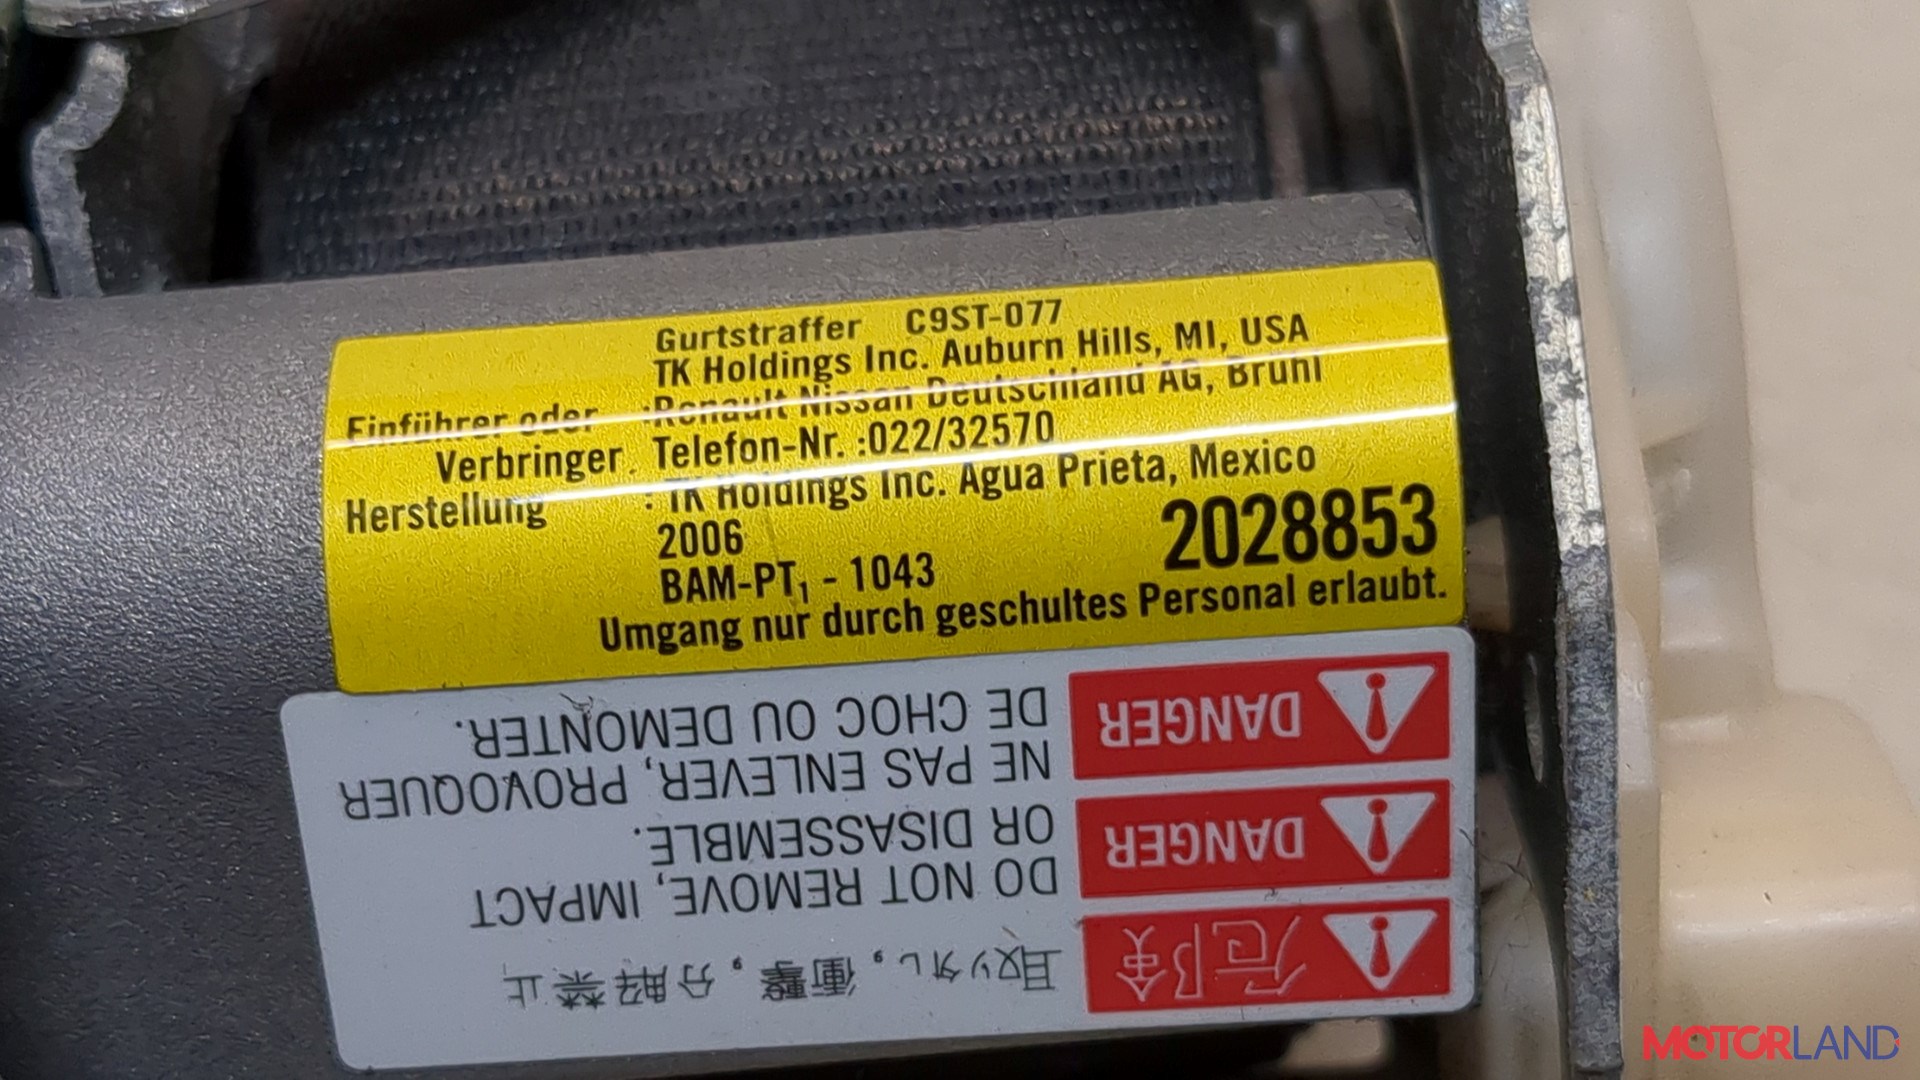 Gurtstraffer C9ST-077
TK Holdings Inc. Auburn Hills, MI, USA
Einführer oder :Renault Nissan Deutschland AG, Brühl
Verbringer. Telefon-Nr. :022/32570
Herstellung : TK Holdings Inc. Agua Prieta, Mexico
2006
BAM-PT₁ - 1043
2028853
Umgang nur durch geschultes Personal erlaubt.
危険
取り外し,衝撃,分解禁止
DANGER
DO NOT REMOVE, IMPACT
OR DISASSEMBLE.
DANGER
NE PAS ENLEVER, PROVOQUER
DE CHOC OU DEMONTER.
MOTORLAND